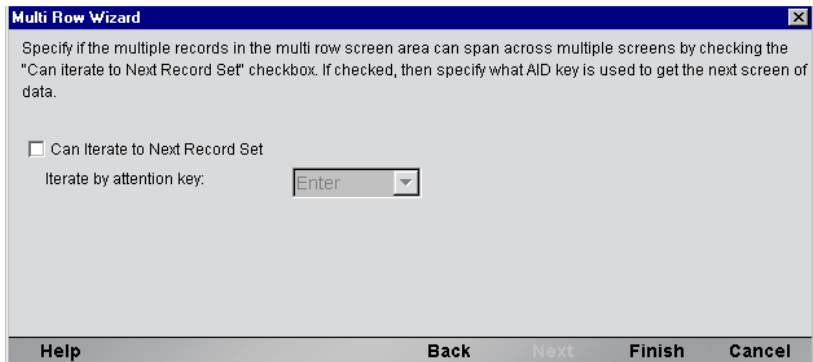 Multi Row Wizard
Specify if the multiple records in the multi row screen area can span across multiple screens by checking the
"Can iterate to Next Record Set" checkbox. If checked, then specify what AID key is used to get the next screen of
data.
Can Iterate to Next Record Set
Iterate by attention key: Enter
Help Back Next Finish Cancel